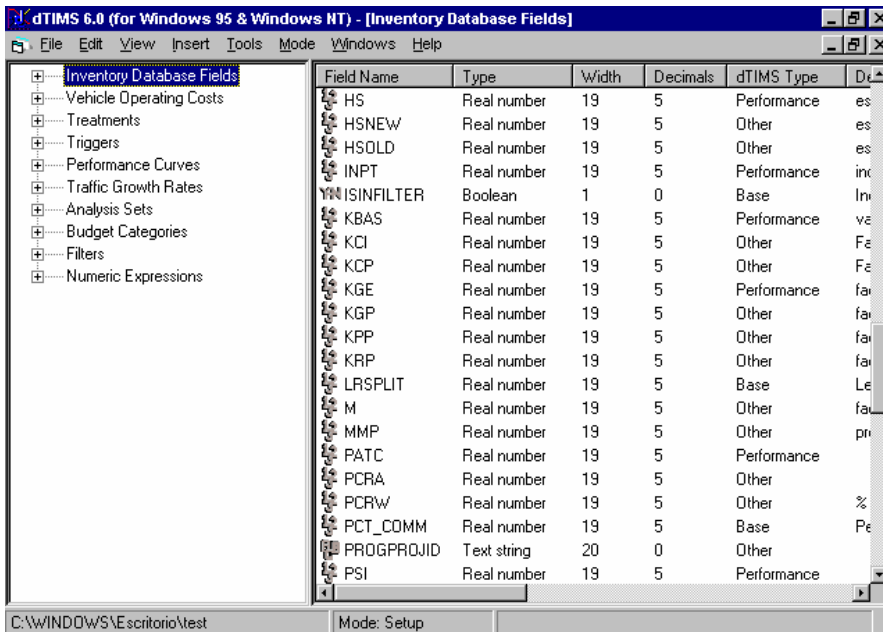 dTIMS 6.0 (for Windows 95 & Windows NT) - [Inventory Database Fields]
File Edit View Insert Tools Mode Windows Help
Inventory Database Fields
Vehicle Operating Costs
Treatments
Triggers
Performance Curves
Traffic Growth Rates
Analysis Sets
Budget Categories
Filters
Numeric Expressions
Field Name Type Width Decimals dTIMS Type
HS Real number 19 5 Performance es
HSNEW Real number 19 5 Other es
HSOLD Real number 19 5 Other es
INPT Real number 19 5 Performance
YN ISINFILTER Boolean 1 0 Base
KBAS Real number 19 5 Performance
KCI Real number 19 5 Other Fa
KCP Real number 19 5 Other Fa
KGE Real number 19 5 Performance
KGP Real number 19 5 Other
KPP Real number 19 5 Other
KRP Real number 19 5 Other
LRSPLIT Real number 19 5 Base Le
M Real number 19 5 Other
MMP Real number 19 5 Other
PATC Real number 19 5 Performance
PCRA Real number 19 5 Other
PCRW Real number 19 5 Other %
PCT_COMM Real number 19 5 Base Pe
PROGPROJID Text string 20 0 Other
PSI Real number 19 5 Performance
C:\WINDOWS\Escritorio\test Mode: Setup